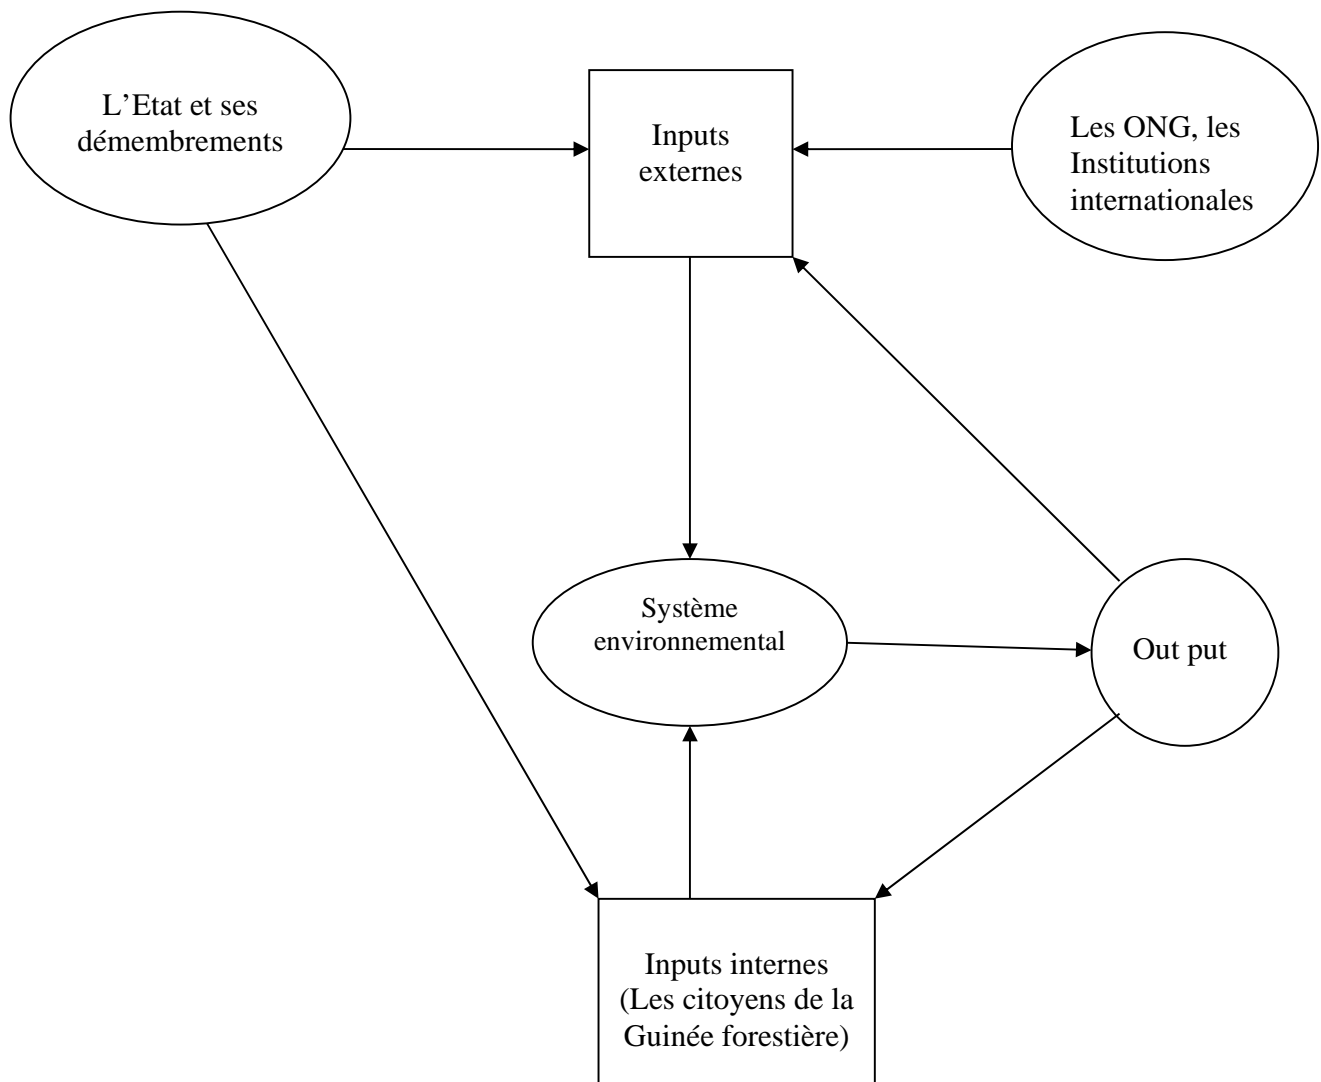 L’Etat et ses
démembrements
Inputs
externes
Les ONG, les
Institutions
internationales
Système
environnemental
Out put
Inputs internes
(Les citoyens de la
Guinée forestière)